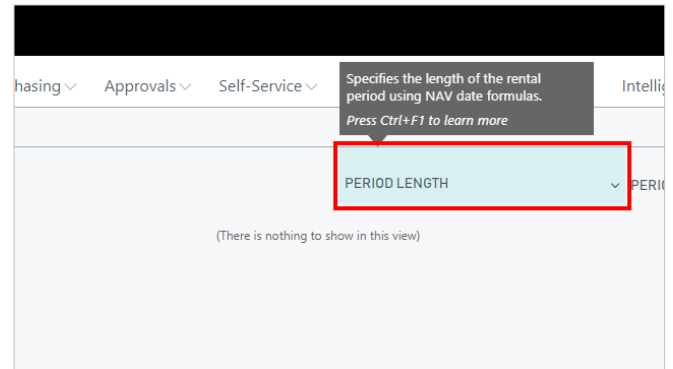 hasing Approvals Self-Service Intelli
Specifies the length of the rental
period using NAV date formulas.
Press Ctrl+F1 to learn more
PERIOD LENGTH PERIO
(There is nothing to show in this view)